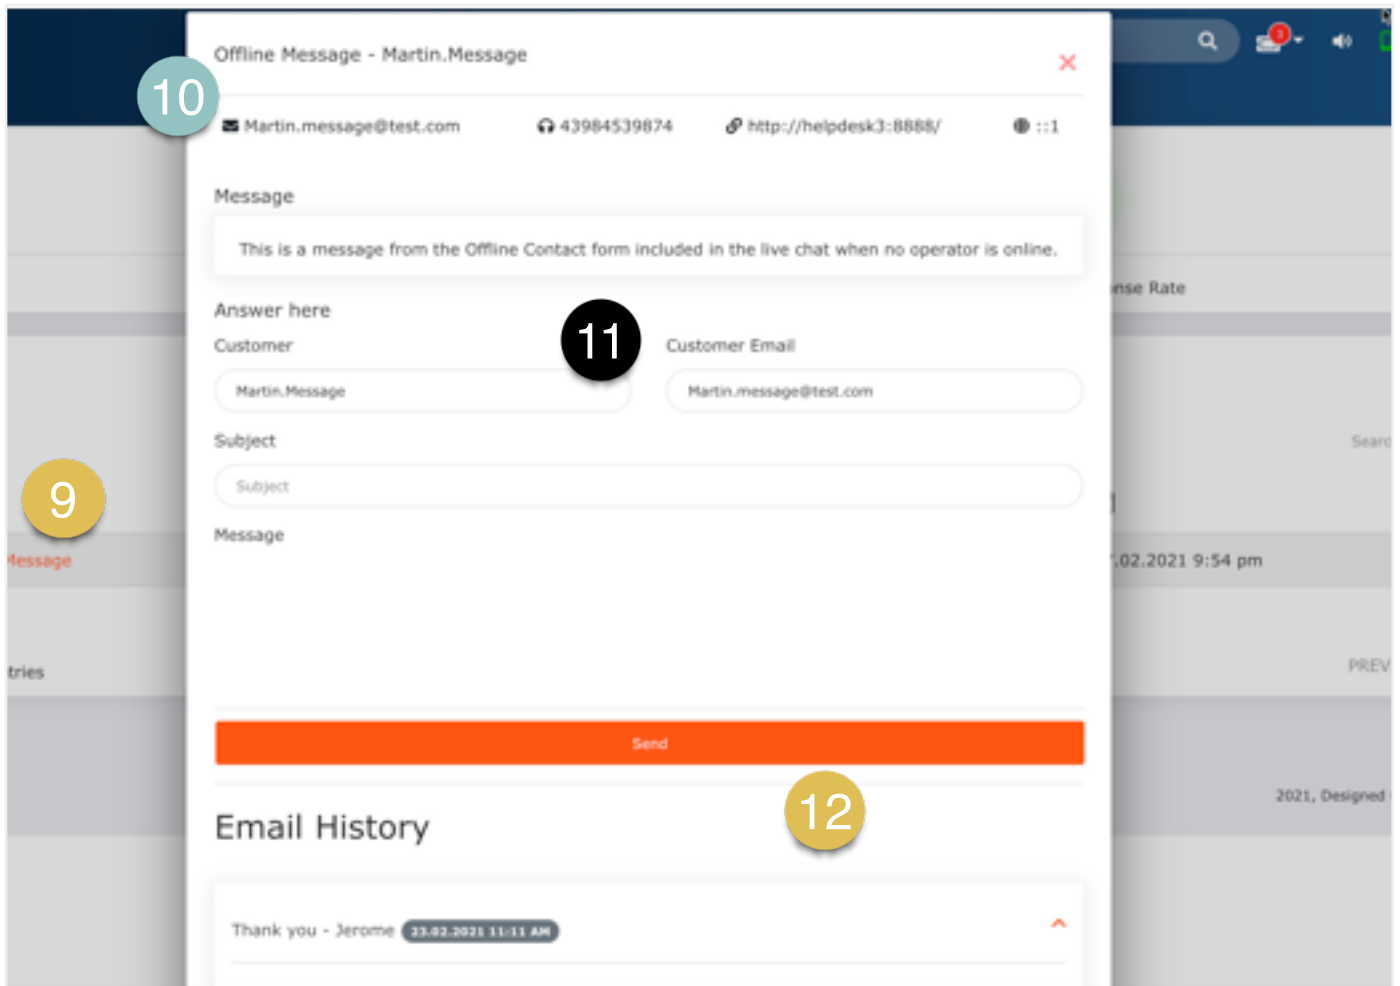 Offline Message - Martin.Message
3
10
Martin.message@test.com 43984539874 http://helpdesk3:8888/ ::1
Message
This is a message from the Offline Contact form included in the live chat when no operator is online.
nse Rate
Answer here
11
Customer Customer Email
Martin.Message Martin.message@test.com
Subject
Searc
Subject
9
Message
Message
.02.2021 9:54 pm
tries
PREV
Send
2021, Designed
12
Email History
Thank you - Jerome 23.02.2021 11:11 AM